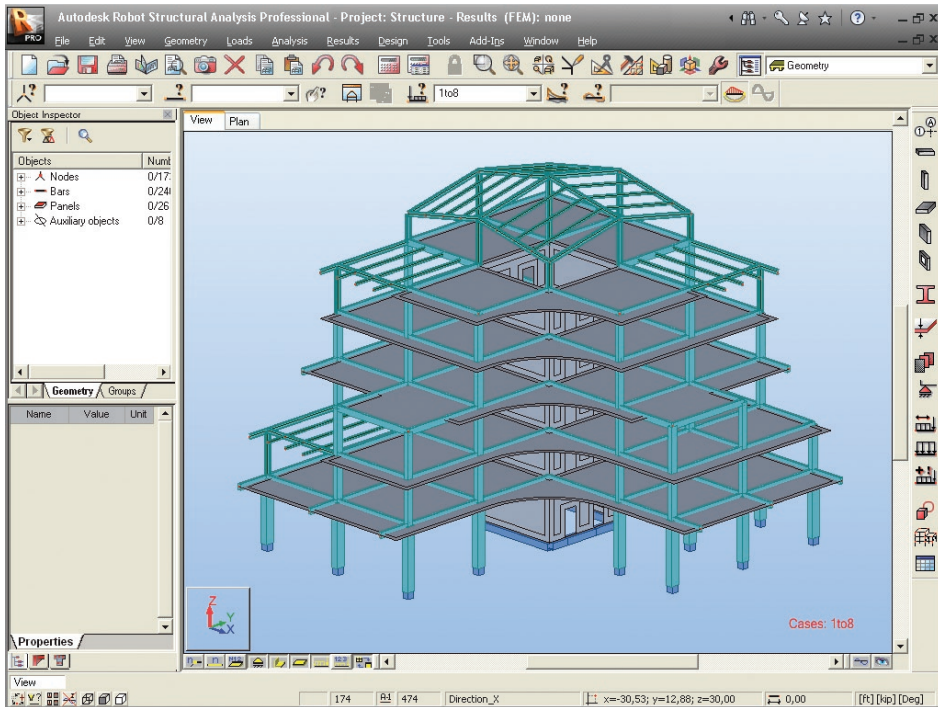 Autodesk Robot Structural Analysis Professional - Project: Structure - Results (FEM): none
PRO
File Edit View Geometry Loads Analysis Results Design Tools Add-Ins Window Help
Geometry
1to8
Object Inspector
View Plan
Objects Numb
Nodes 0/17
Bars 0/24
Panels 0/26
Auxiliary objects 0/8
Geometry Groups
Name Value Unit
Z
Y
X
Cases: 1to8
Properties
View
174 474 Direction_X x=-30,53; y=12,88; z=30,00 0,00 [ft] [kip] [Deg]